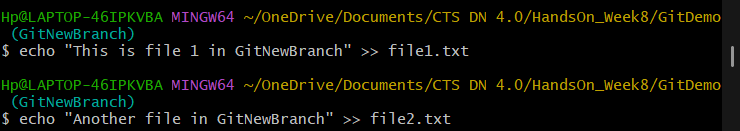 Hp@LAPTOP-46IPKVBA MINGW64 ~/OneDrive/Documents/CTS DN 4.0/HandsOn_Week8/GitDemo
(GitNewBranch)
$ echo "This is file 1 in GitNewBranch" >> file1.txt
Hp@LAPTOP-46IPKVBA MINGW64 ~/OneDrive/Documents/CTS DN 4.0/HandsOn_Week8/GitDemo
(GitNewBranch)
$ echo "Another file in GitNewBranch" >> file2.txt